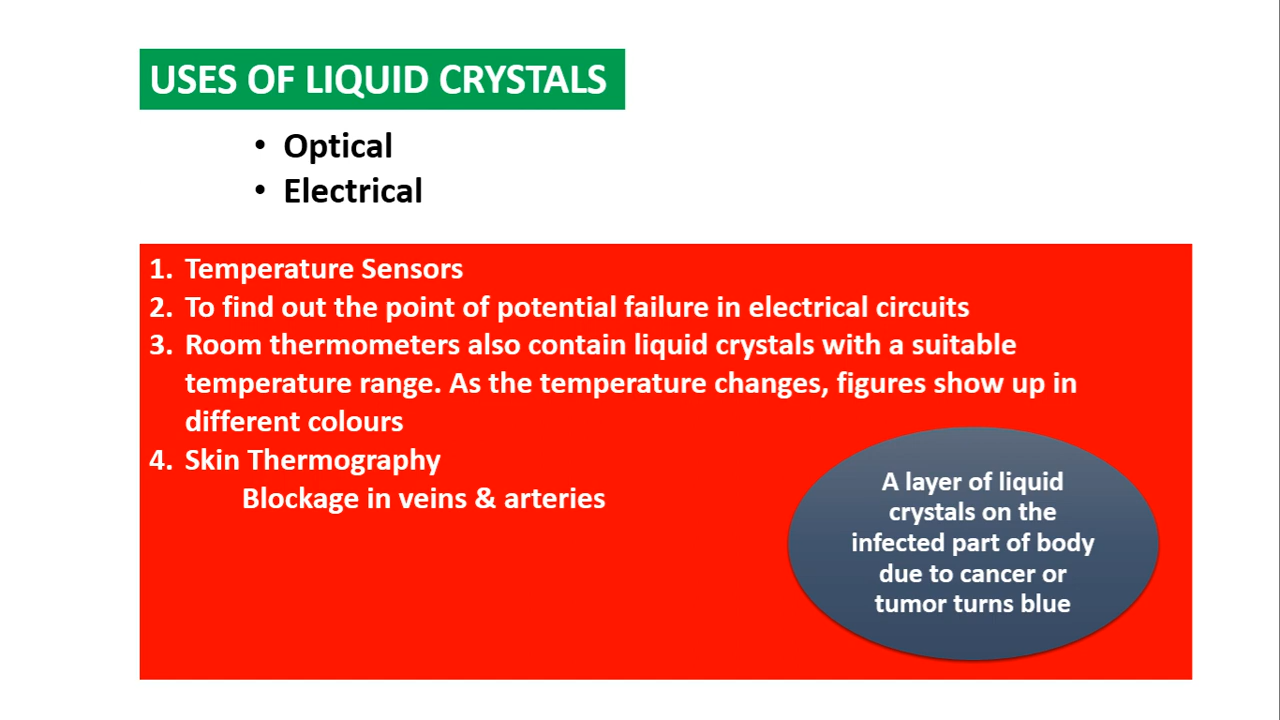 USES OF LIQUID CRYSTALS
• Optical
• Electrical
1. Temperature Sensors
2. To find out the point of potential failure in electrical circuits
3. Room thermometers also contain liquid crystals with a suitable
temperature range. As the temperature changes, figures show up in
different colours
4. Skin Thermography
Blockage in veins & arteries
A layer of liquid
crystals on the
infected part of body
due to cancer or
tumor turns blue